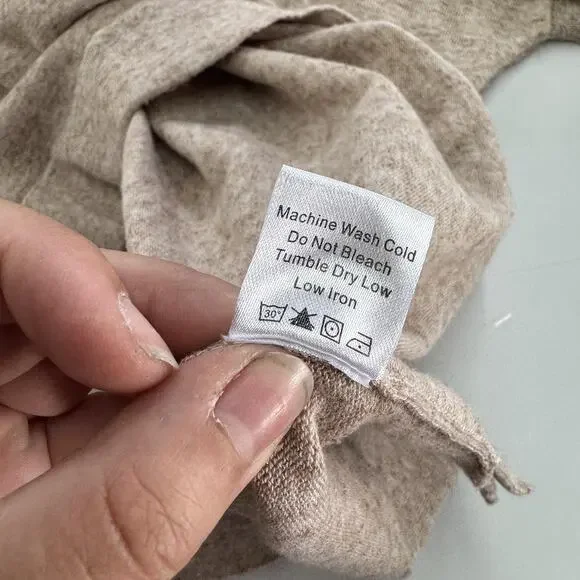 Machine Wash Cold
Do Not Bleach
Tumble Dry Low
Low Iron
30°